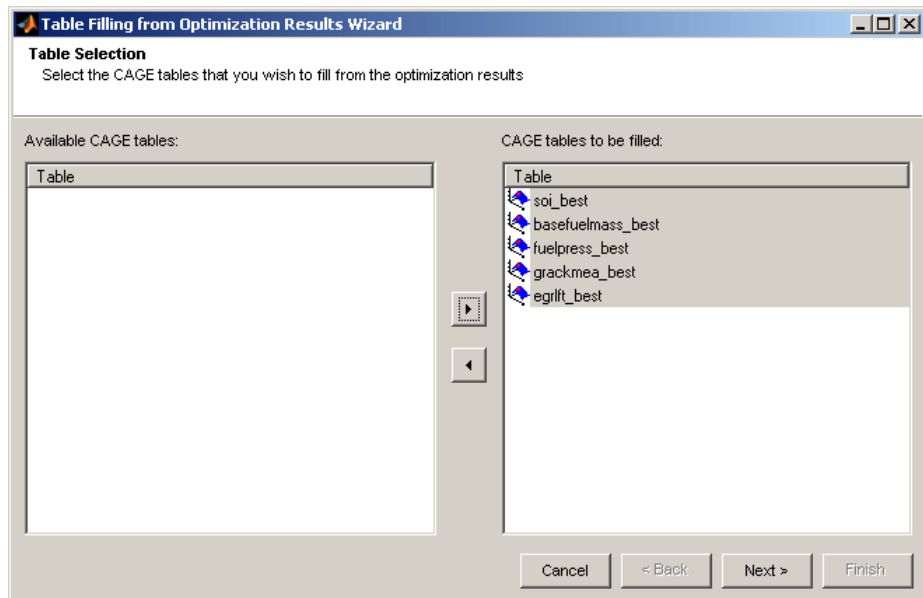 Table Filling from Optimization Results Wizard
Table Selection
Select the CAGE tables that you wish to fill from the optimization results
Available CAGE tables:
Table
CAGE tables to be filled:
Table
soi_best
basefuelmass_best
fuelpress_best
grackmea_best
egrlft_best
Cancel
< Back
Next >
Finish